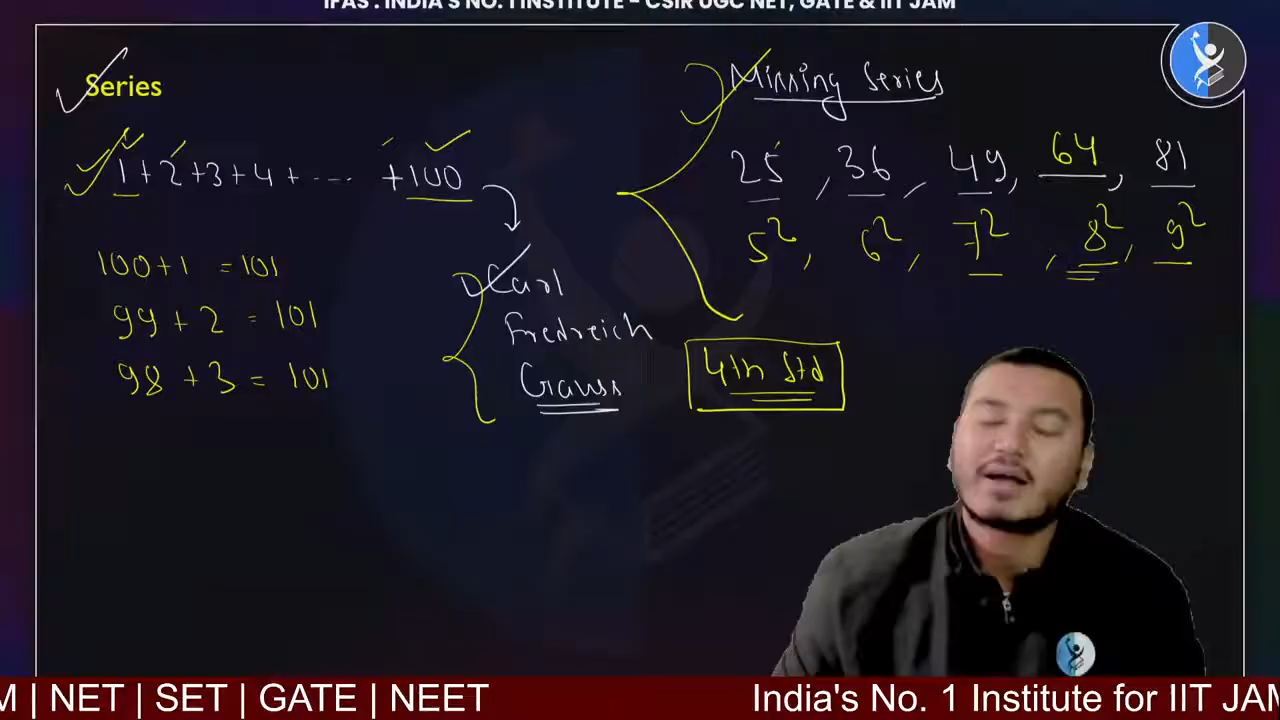 IFAS : INDIA'S NO. 1 INSTITUTE - CSIR UGC NET, GATE & IIT JAM
Series
1 + 2 + 3 + 4 + .... + 100
100 + 1 = 101
99 + 2 = 101
98 + 3 = 101
Carl
Fredreich
Gauss
Missing Series
25, 36, 49, 64, 81
5², 6², 7², 8², 9²
4th Std
M | NET | SET | GATE | NEET India's No. 1 Institute for IIT JAM